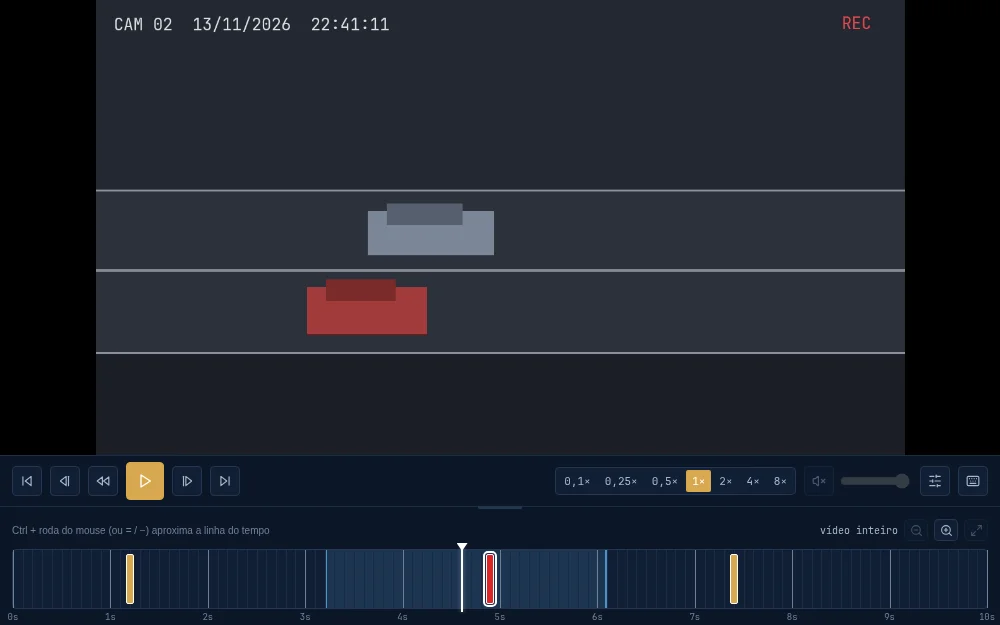 CAM 02 13/11/2026 22:41:11 REC
0,1× 0,25× 0,5× 1× 2× 4× 8×
Ctrl + roda do mouse (ou = / −) aproxima a linha do tempo vídeo inteiro
0s 1s 2s 3s 4s 5s 6s 7s 8s 9s 10s